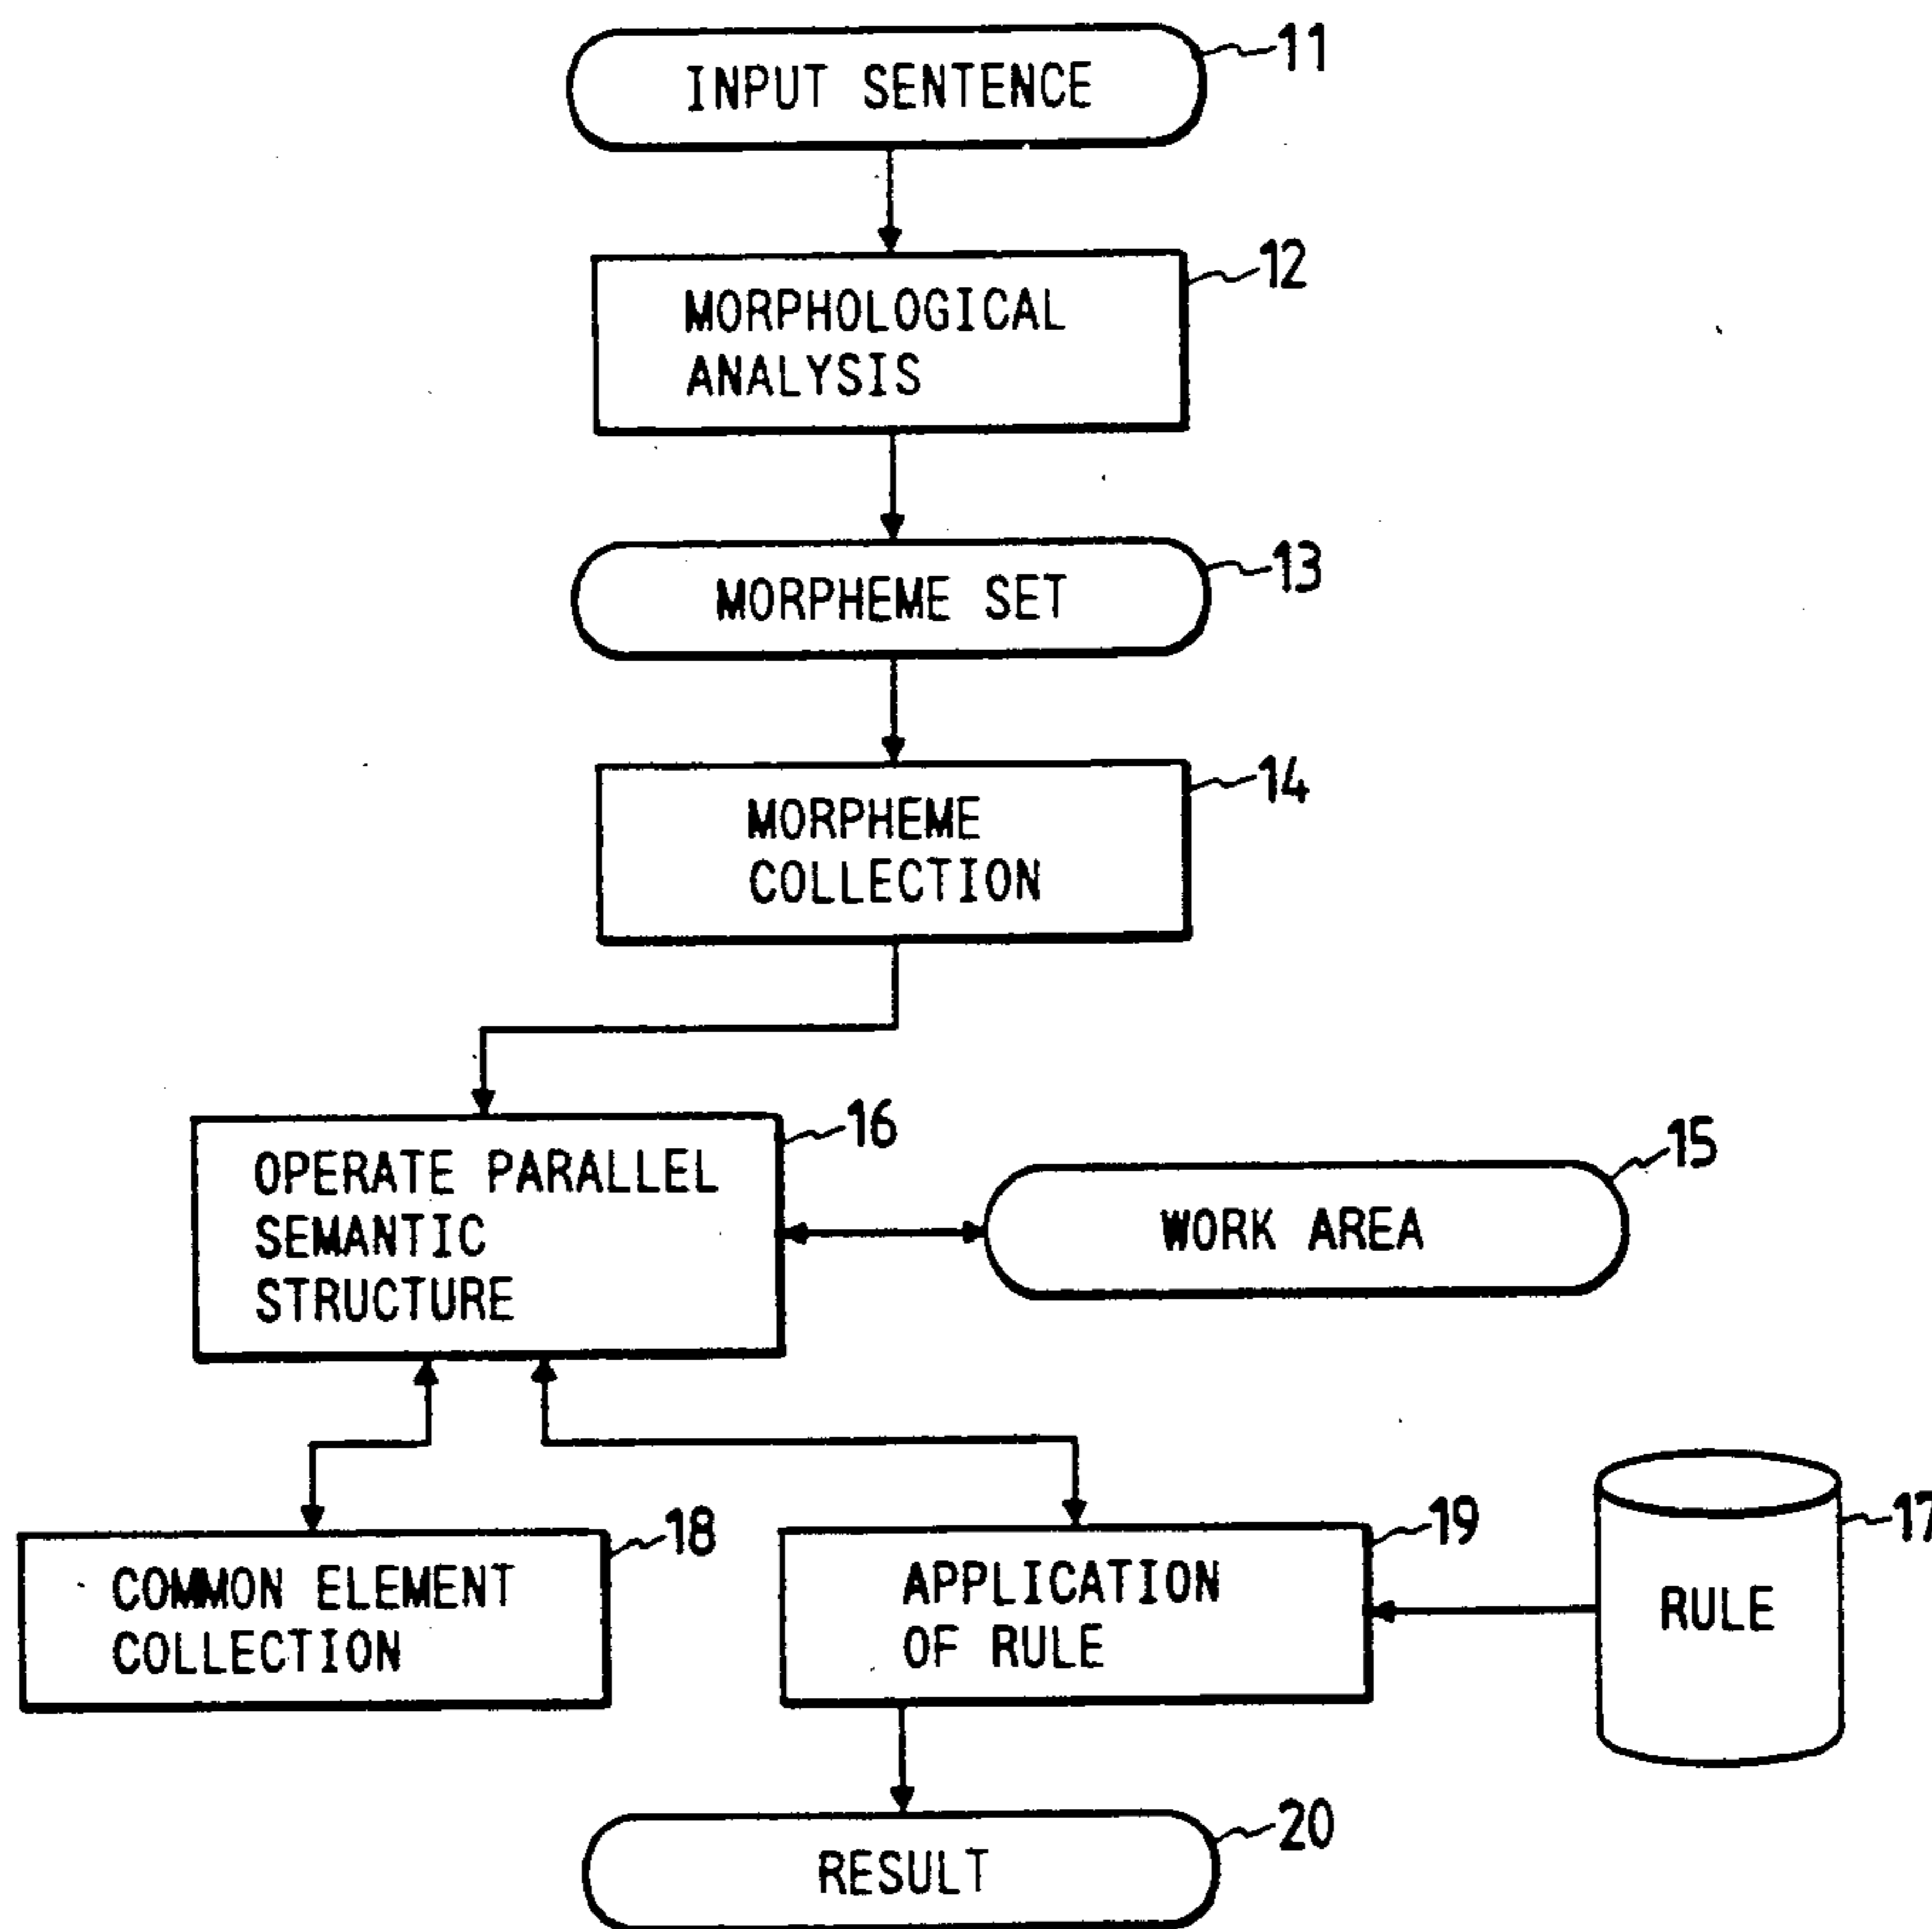 11
INPUT SENTENCE
12
MORPHOLOGICAL
ANALYSIS
13
MORPHEME SET
14
MORPHEME
COLLECTION
16
OPERATE PARALLEL
SEMANTIC
STRUCTURE
15
WORK AREA
18
COMMON ELEMENT
COLLECTION
19
APPLICATION
OF RULE
17
RULE
20
RESULT